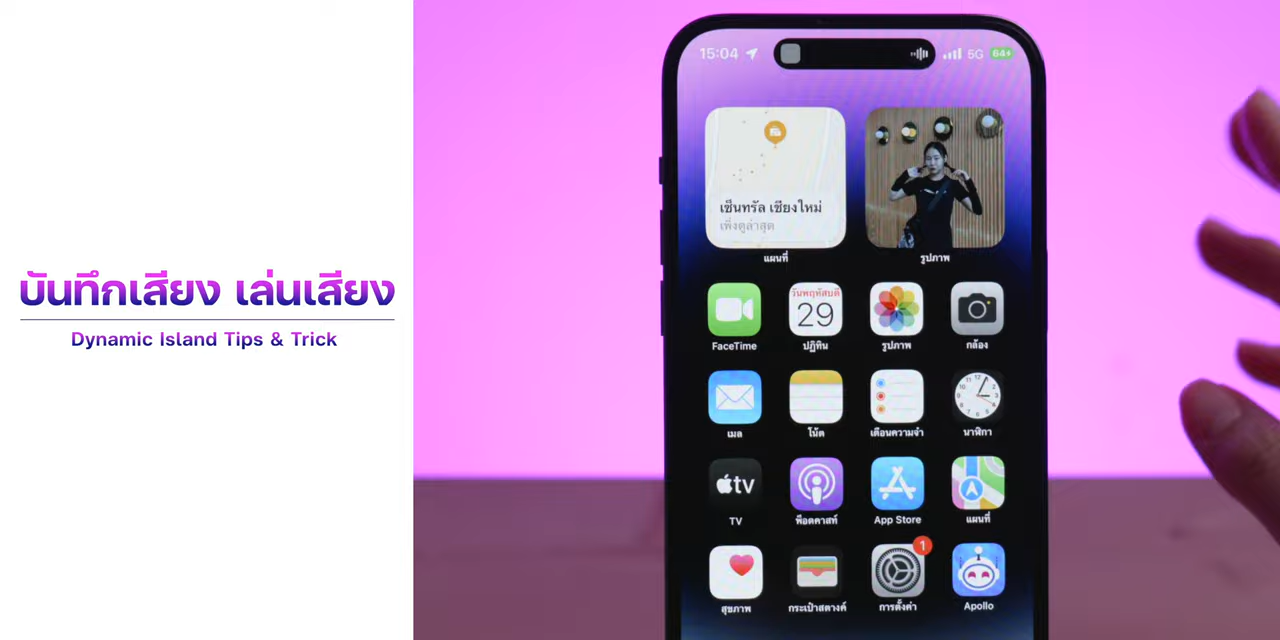 บันทึกเสียง เล่นเสียง
Dynamic Island Tips & Trick
15:04
5G 64+
เซ็นทรัล เชียงใหม่
เพิ่งดูล่าสุด
แผนที่ รูปภาพ
วันพฤหัสบดี
29
FaceTime ปฏิทิน รูปภาพ กล้อง
เมล โน้ต เตือนความจำ นาฬิกา
tv
TV พ็อดคาสท์ App Store แผนที่
1
สุขภาพ กระเป๋าสตางค์ การตั้งค่า Apollo